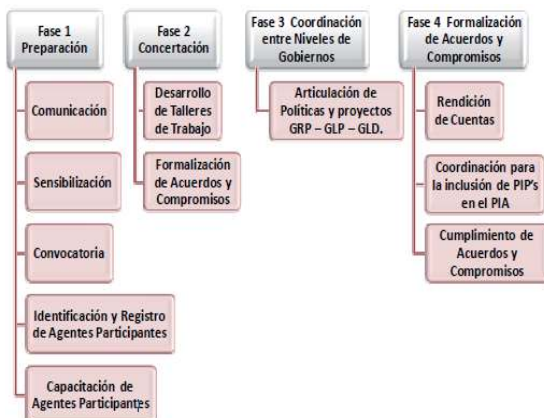 Fase 1
Preparación
Comunicación
Sensibilización
Convocatoria
Identificación y Registro
de Agentes Participantes
Capacitación de
Agentes Participantes
Fase 2
Concertación
Desarrollo
de Talleres
de Trabajo
Formalización
de Acuerdos y
Compromisos
Fase 3 Coordinación
entre Niveles de
Gobiernos
Articulación de
Políticas y proyectos
GRP – GLP – GLD.
Fase 4 Formalización
de Acuerdos y
Compromisos
Rendición
de Cuentas
Coordinación para
la inclusión de PIP's
en el PIA
Cumplimiento de
Acuerdos y
Compromisos